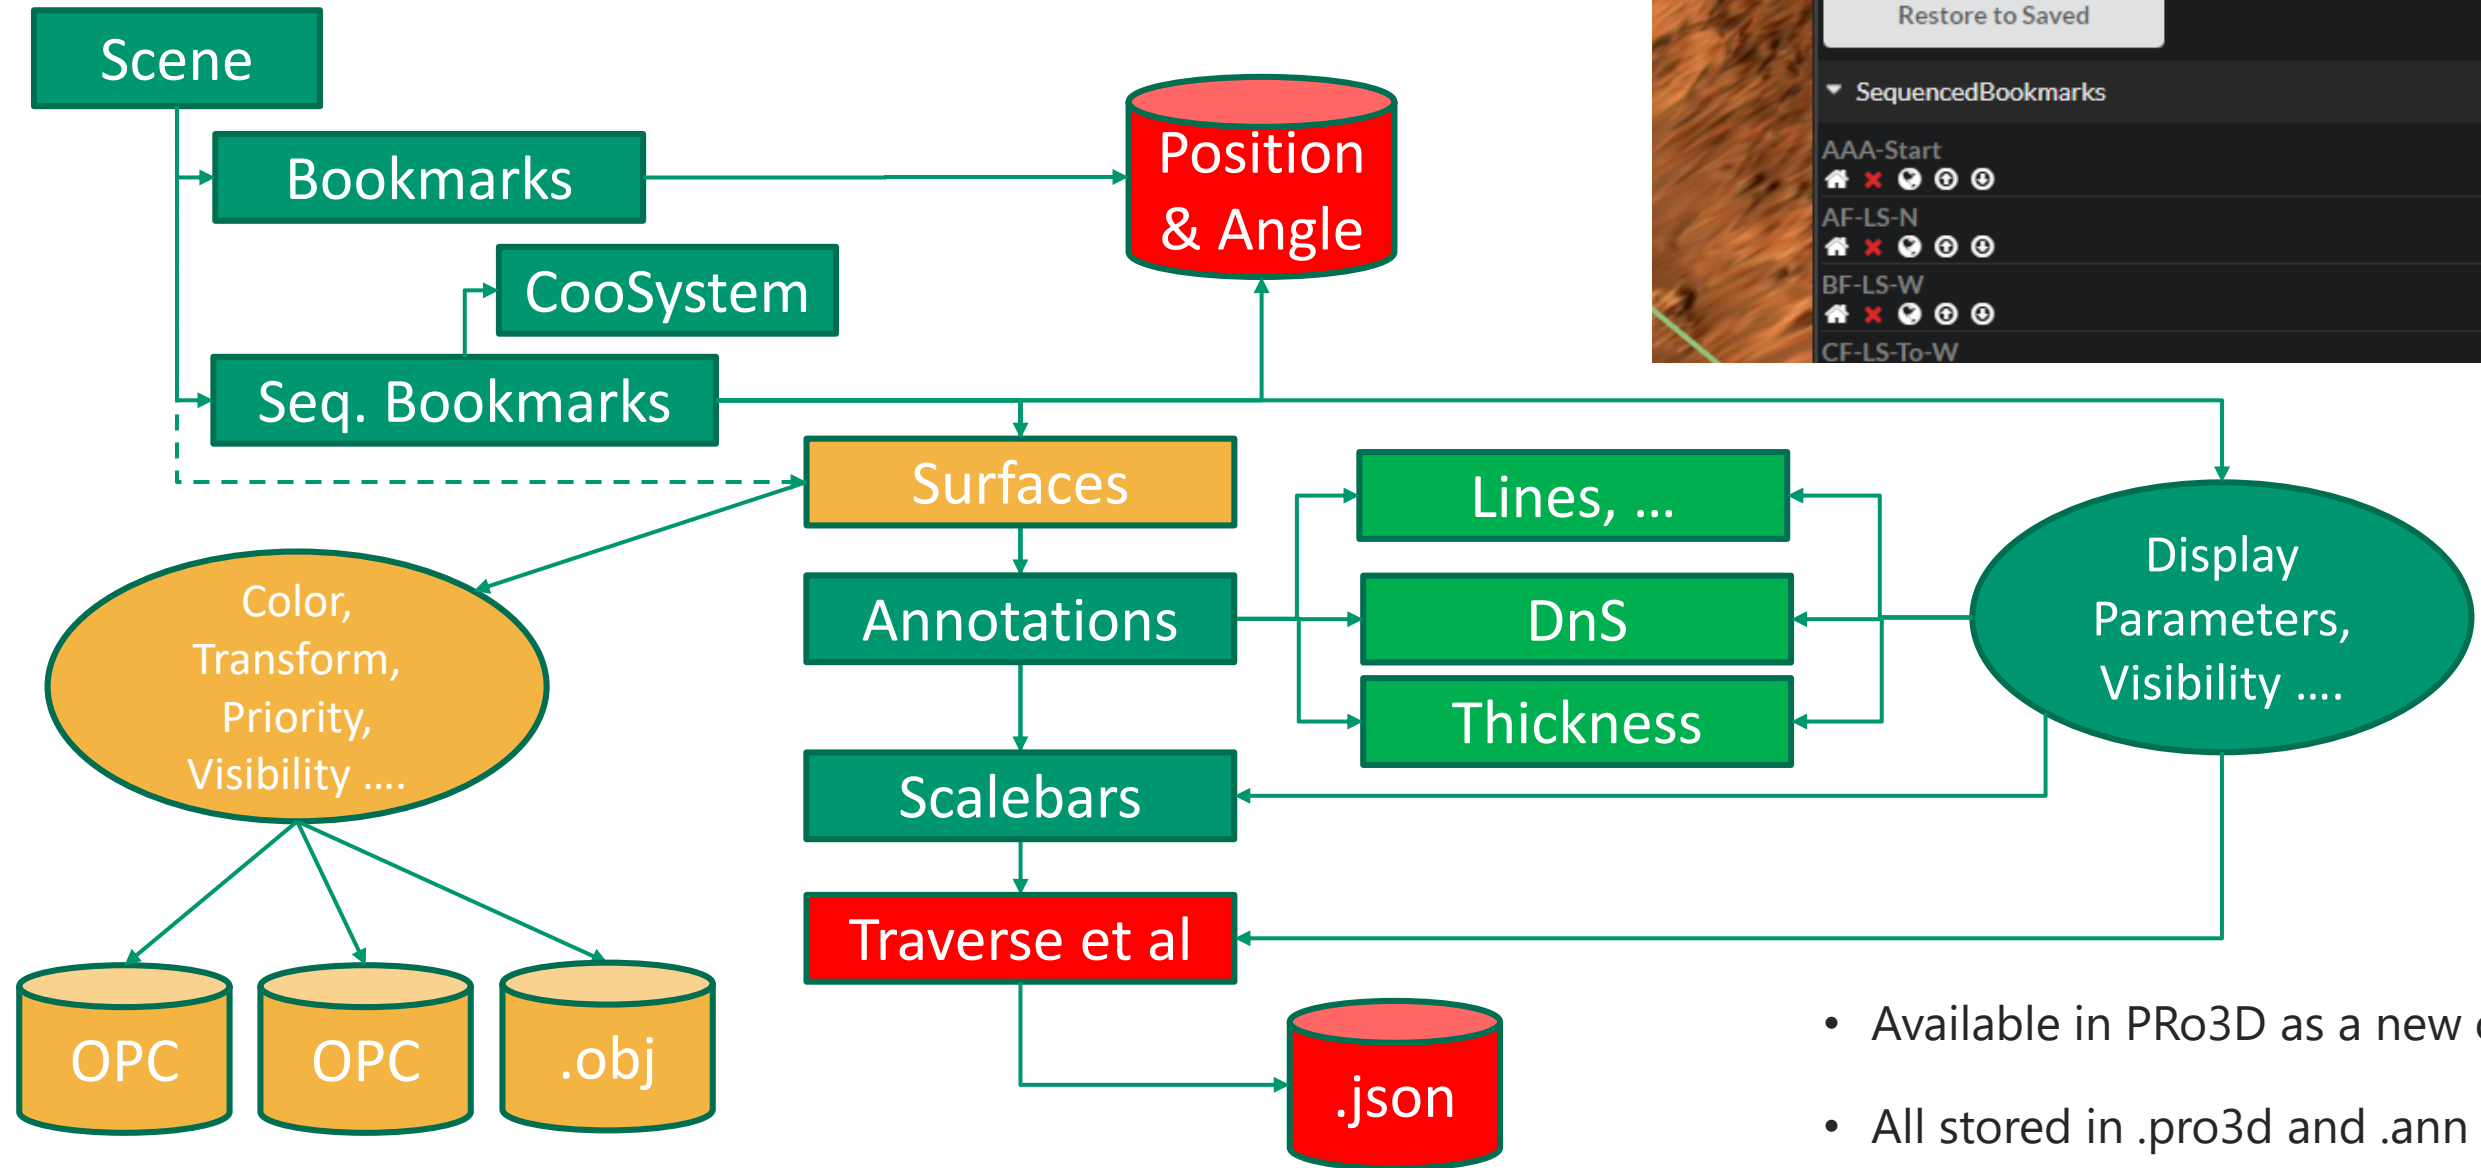 Scene
Restore to Saved
SequencedBookmarks
AAA-Start
AF-LS-N
BF-LS-W
CF-LS-To-W
Bookmarks
Position
& Angle
CooSystem
Seq. Bookmarks
Surfaces
Lines, ...
Display
Parameters,
Visibility ....
Color,
Transform,
Priority,
Visibility ....
Annotations
DnS
Thickness
Scalebars
Traverse et al
OPC
OPC
.obj
.json
• Available in PRo3D as a new
• All stored in .pro3d and .ann